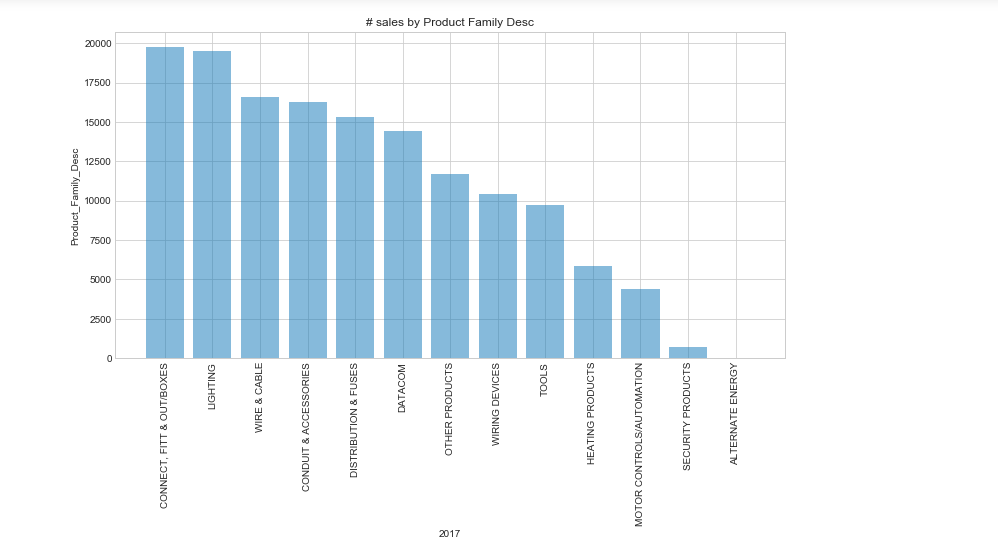 # sales by Product Family Desc
Product_Family_Desc
20000
17500
15000
12500
10000
7500
5000
2500
0
CONNECT, FITT & OUT/BOXES
LIGHTING
WIRE & CABLE
CONDUIT & ACCESSORIES
DISTRIBUTION & FUSES
DATACOM
OTHER PRODUCTS
WIRING DEVICES
TOOLS
HEATING PRODUCTS
MOTOR CONTROLS/AUTOMATION
SECURITY PRODUCTS
ALTERNATE ENERGY
2017